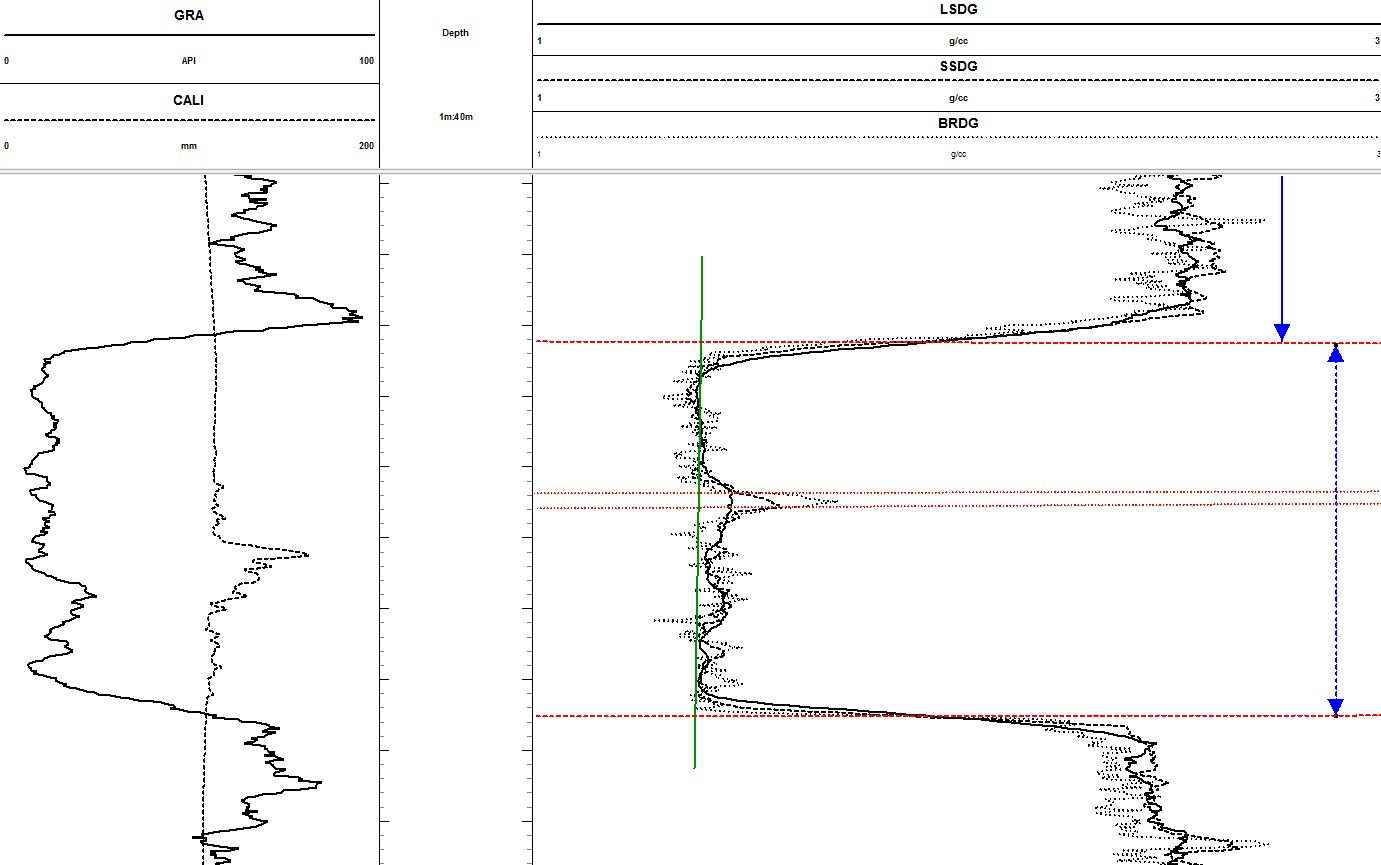 GRA
0 API 100
CALI
0 mm 200
Depth
1m:40m
LSDG
1 g/cc 3
SSDG
1 g/cc 3
BRDG
1 g/cc 3